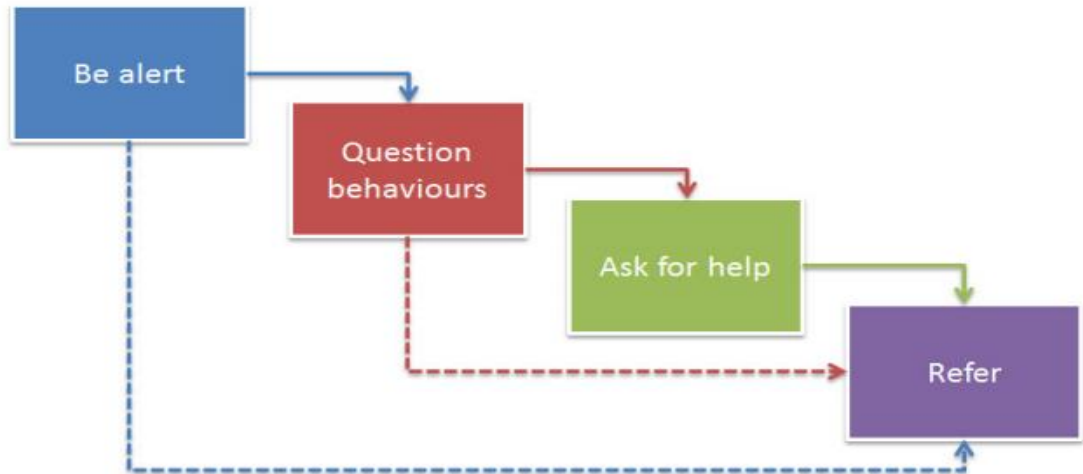 Be alert
Question
behaviours
Ask for help
Refer